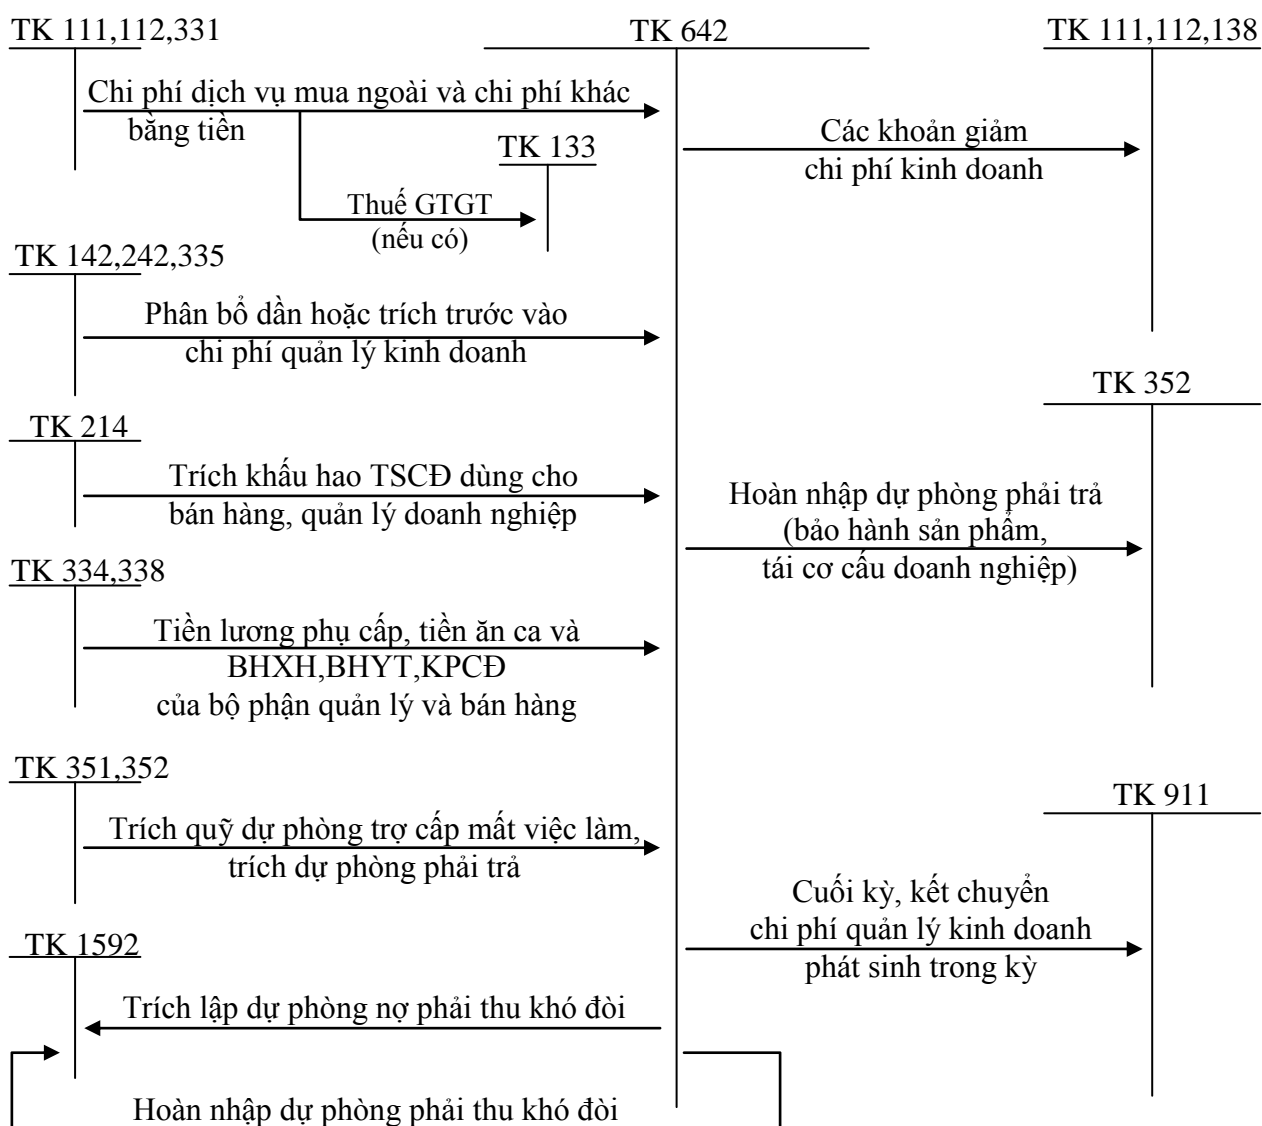 TK 111,112,331
TK 642
TK 111,112,138
Chi phí dịch vụ mua ngoài và chi phí khác
bằng tiền
TK 133
Thuế GTGT
(nếu có)
Các khoản giảm
chi phí kinh doanh
TK 142,242,335
Phân bổ dần hoặc trích trước vào
chi phí quản lý kinh doanh
TK 352
TK 214
Trích khấu hao TSCĐ dùng cho
bán hàng, quản lý doanh nghiệp
Hoàn nhập dự phòng phải trả
(bảo hành sản phẩm,
tái cơ cấu doanh nghiệp)
TK 334,338
Tiền lương phụ cấp, tiền ăn ca và
BHXH,BHYT,KPCĐ
của bộ phận quản lý và bán hàng
TK 351,352
Trích quỹ dự phòng trợ cấp mất việc làm,
trích dự phòng phải trả
TK 911
Cuối kỳ, kết chuyển
chi phí quản lý kinh doanh
phát sinh trong kỳ
TK 1592
Trích lập dự phòng nợ phải thu khó đòi
Hoàn nhập dự phòng phải thu khó đòi